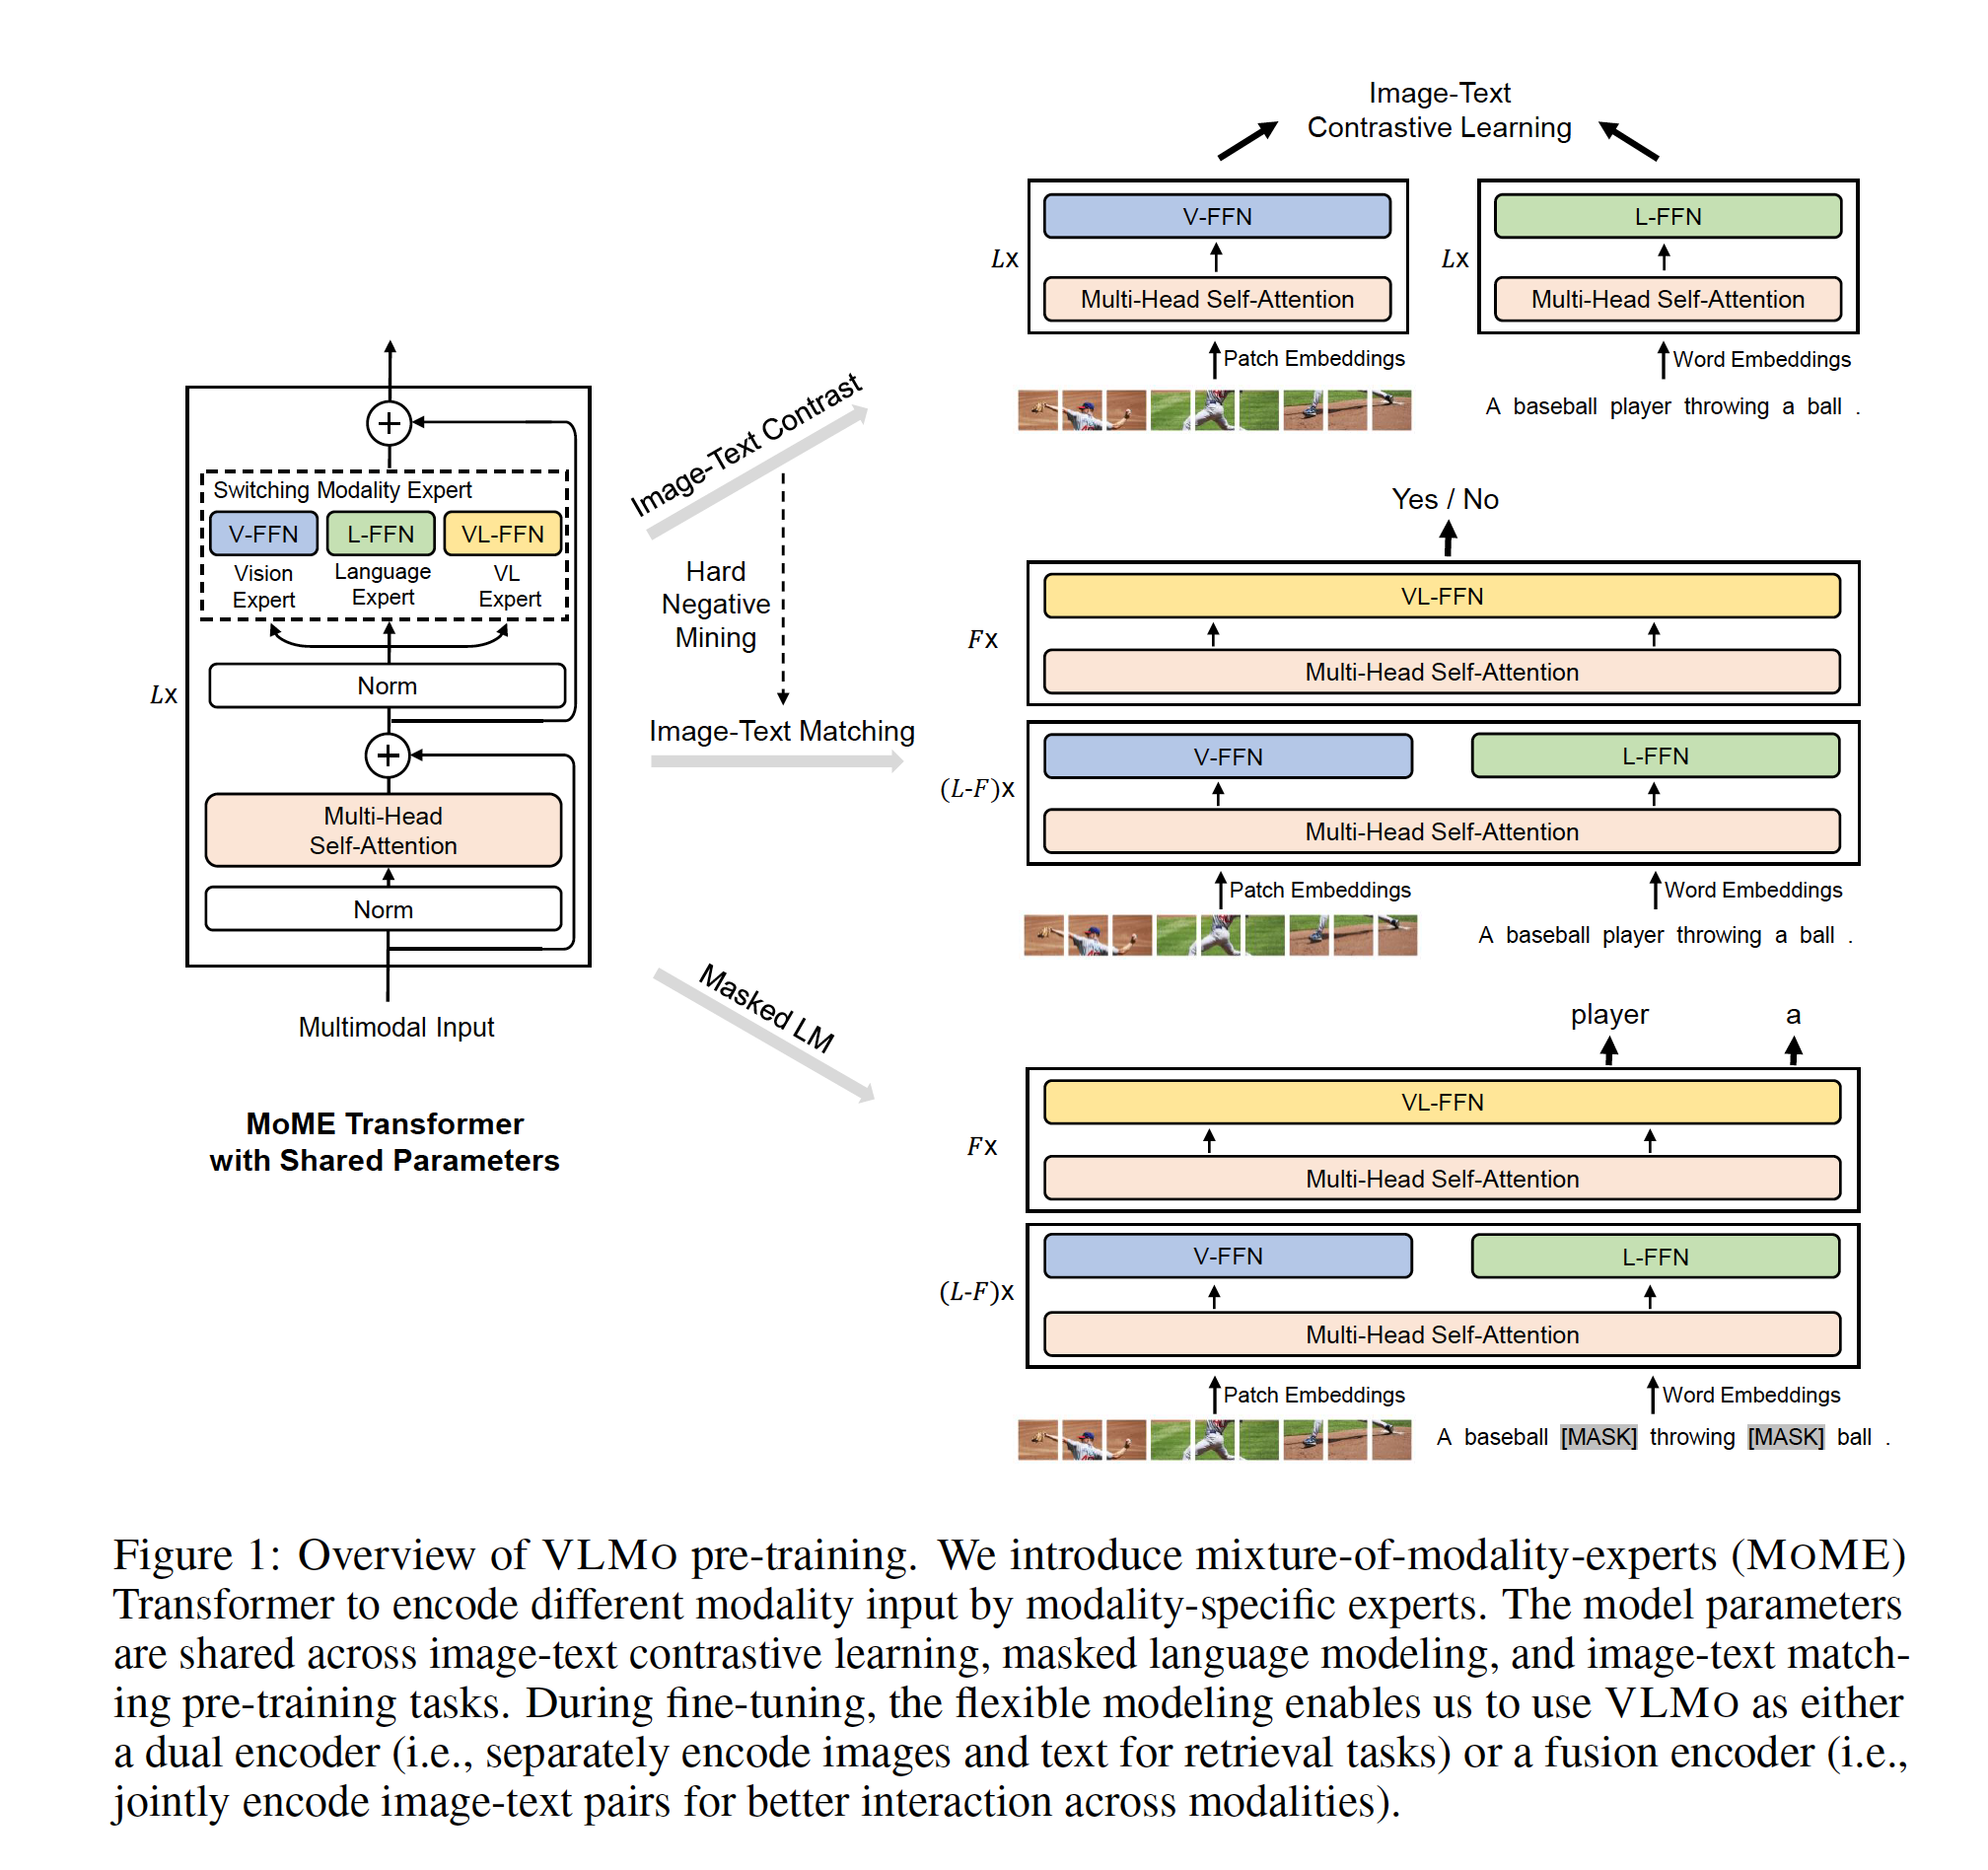 Image-Text
Contrastive Learning
V-FFN
L-FFN
Lx
Lx
Multi-Head Self-Attention
Multi-Head Self-Attention
Patch Embeddings
Word Embeddings
A baseball player throwing a ball .
Switching Modality Expert
V-FFN
L-FFN
VL-FFN
Vision
Expert
Language
Expert
VL
Expert
Norm
Lx
Multi-Head
Self-Attention
Norm
Multimodal Input
MoME Transformer
with Shared Parameters
Image-Text Contrast
Hard
Negative
Mining
Image-Text Matching
Masked LM
Yes / No
VL-FFN
Fx
Multi-Head Self-Attention
V-FFN
L-FFN
(L-F)x
Multi-Head Self-Attention
Patch Embeddings
Word Embeddings
A baseball player throwing a ball .
player
a
VL-FFN
Fx
Multi-Head Self-Attention
V-FFN
L-FFN
(L-F)x
Multi-Head Self-Attention
Patch Embeddings
Word Embeddings
A baseball [MASK] throwing [MASK] ball .
Figure 1: Overview of VLMO pre-training. We introduce mixture-of-modality-experts (MOME)
Transformer to encode different modality input by modality-specific experts. The model parameters
are shared across image-text contrastive learning, masked language modeling, and image-text match-
ing pre-training tasks. During fine-tuning, the flexible modeling enables us to use VLMO as either
a dual encoder (i.e., separately encode images and text for retrieval tasks) or a fusion encoder (i.e.,
jointly encode image-text pairs for better interaction across modalities).